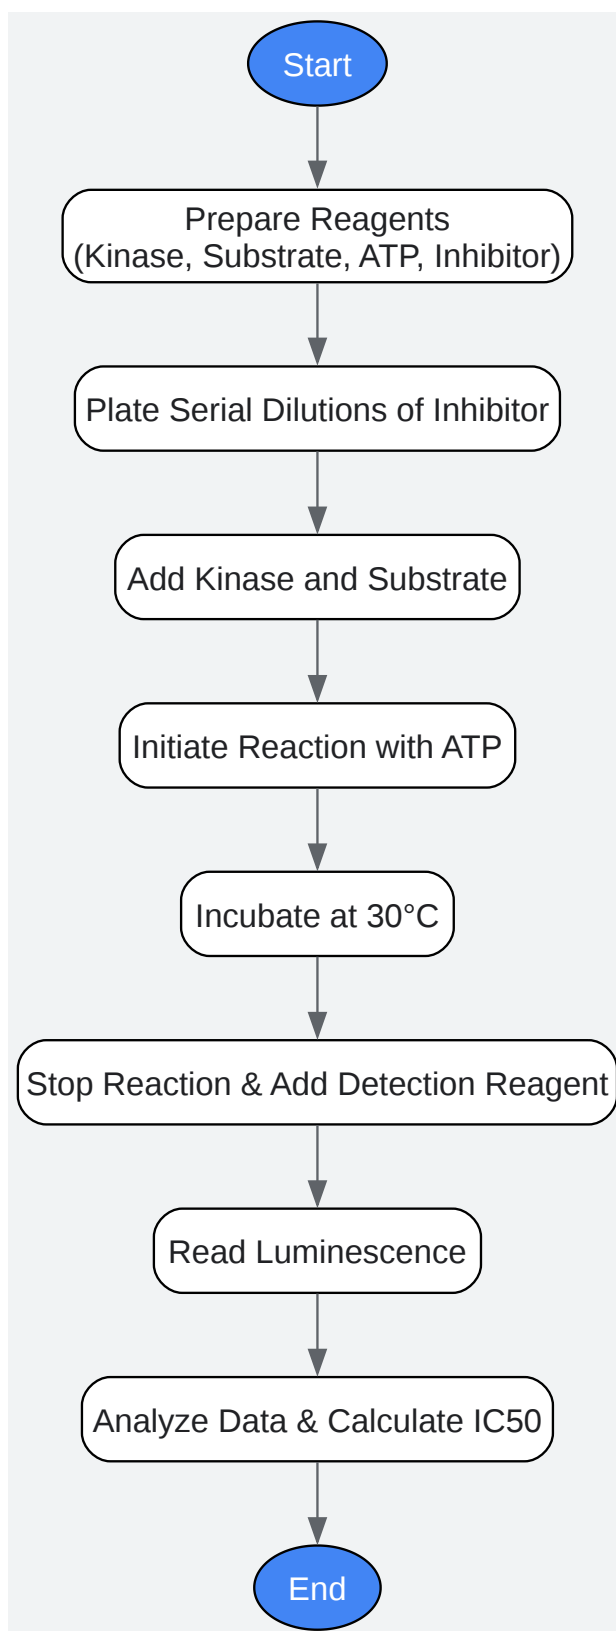 Start
Prepare Reagents
(Kinase, Substrate, ATP, Inhibitor)
Plate Serial Dilutions of Inhibitor
Add Kinase and Substrate
Initiate Reaction with ATP
Incubate at 30°C
Stop Reaction & Add Detection Reagent
Read Luminescence
Analyze Data & Calculate IC50
End